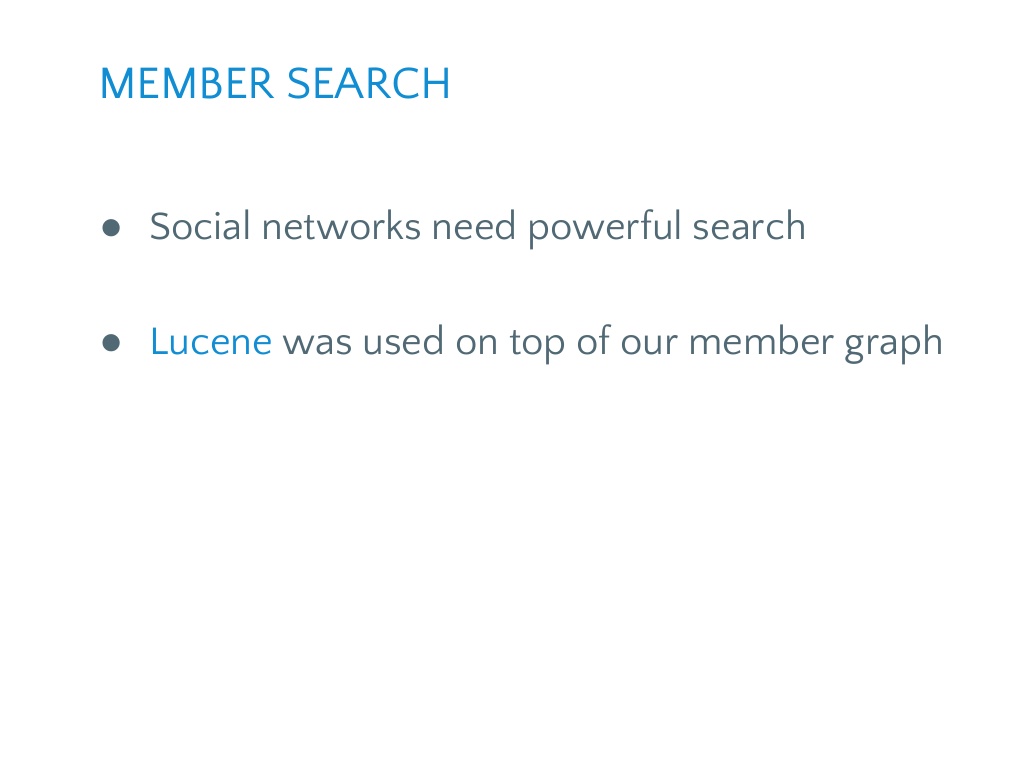 MEMBER SEARCH
● Social networks need powerful search
● Lucene was used on top of our member graph